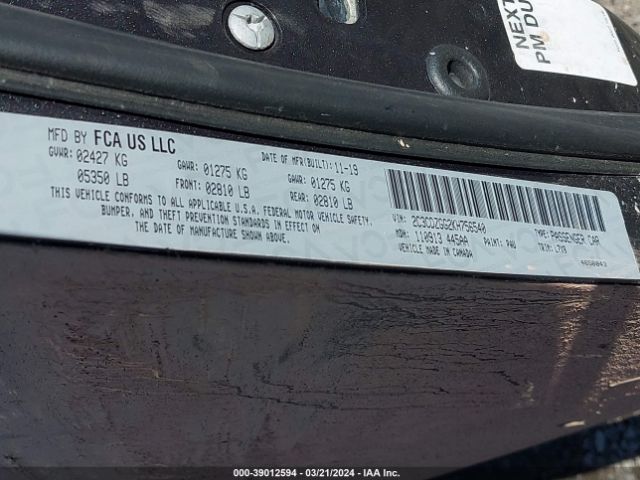 NEXT
PM DU
MFD BY FCA US LLC
DATE OF MFR(BUILT): 11-19
GVWR: 02427 KG
GAWR: 01275 KG
GAWR: 01275 KG
05350 LB
FRONT: 02810 LB
REAR: 02810 LB
THIS VEHICLE CONFORMS TO ALL APPLICABLE U.S.A. FEDERAL MOTOR VEHICLE SAFETY,
BUMPER, AND THEFT PREVENTION STANDARDS IN EFFECT ON
THE DATE OF MANUFACTURE SHOWN ABOVE.
VIN: 2C3CDZGG2KH756540
TYPE: PASSENGER CAR
MDH: 110513 445AA
PAINT: PAU
TRIM: L7X9
VEHICLE MADE IN CANADA
4650043
000-39012594 - 03/21/2024 - IAA Inc.